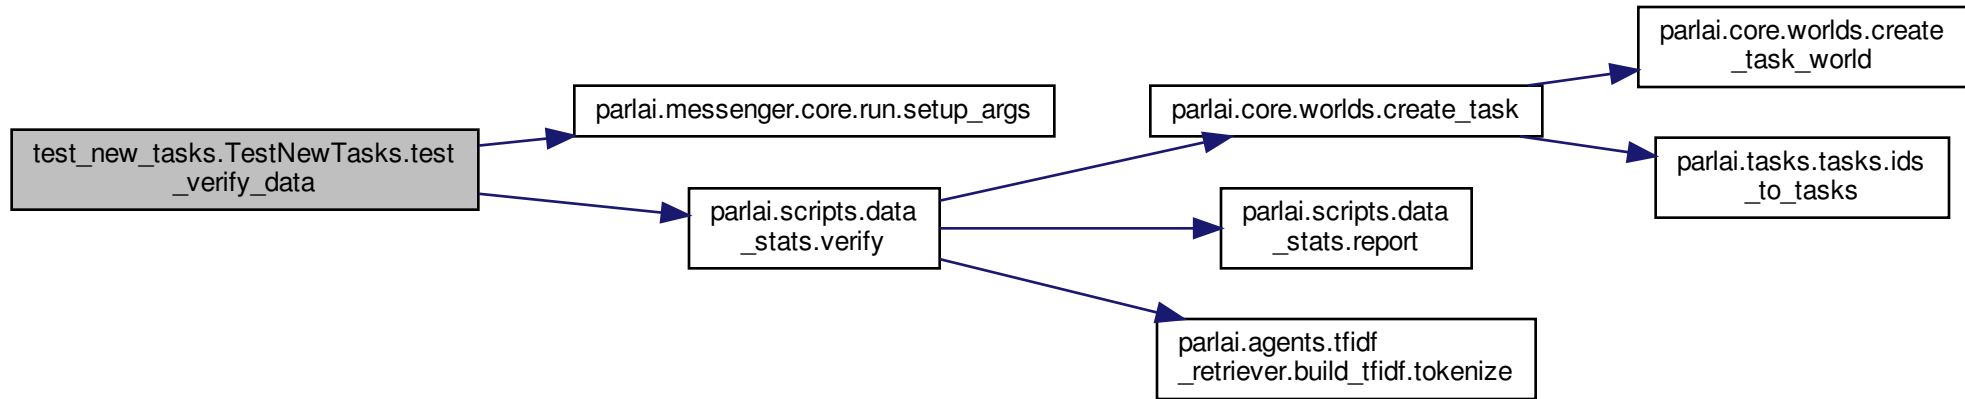 test_new_tasks.TestNewTasks.test
_verify_data
parlai.messenger.core.run.setup_args
parlai.scripts.data
_stats.verify
parlai.core.worlds.create_task
parlai.scripts.data
_stats.report
parlai.agents.tfidf
_retriever.build_tfidf.tokenize
parlai.core.worlds.create
_task_world
parlai.tasks.tasks.ids
_to_tasks